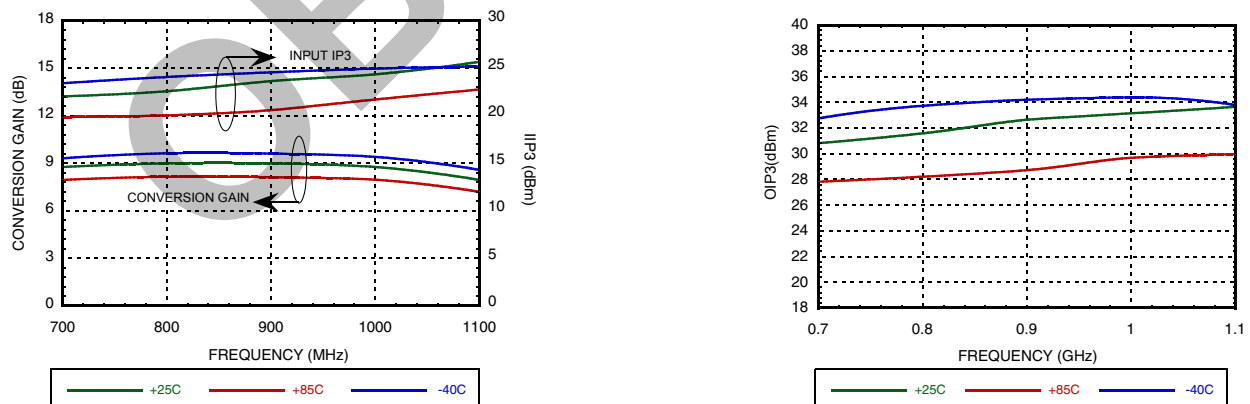 18
15
12
9
6
3
0
CONVERSION GAIN (dB)
30
25
20
15
10
5
0
IIP3 (dBm)
INPUT IP3
CONVERSION GAIN
700 800 900 1000 1100
FREQUENCY (MHz)
+25C +85C -40C
40
38
36
34
32
30
28
26
24
22
20
18
OIP3(dBm)
0.7 0.8 0.9 1 1.1
FREQUENCY (GHz)
+25C +85C -40C